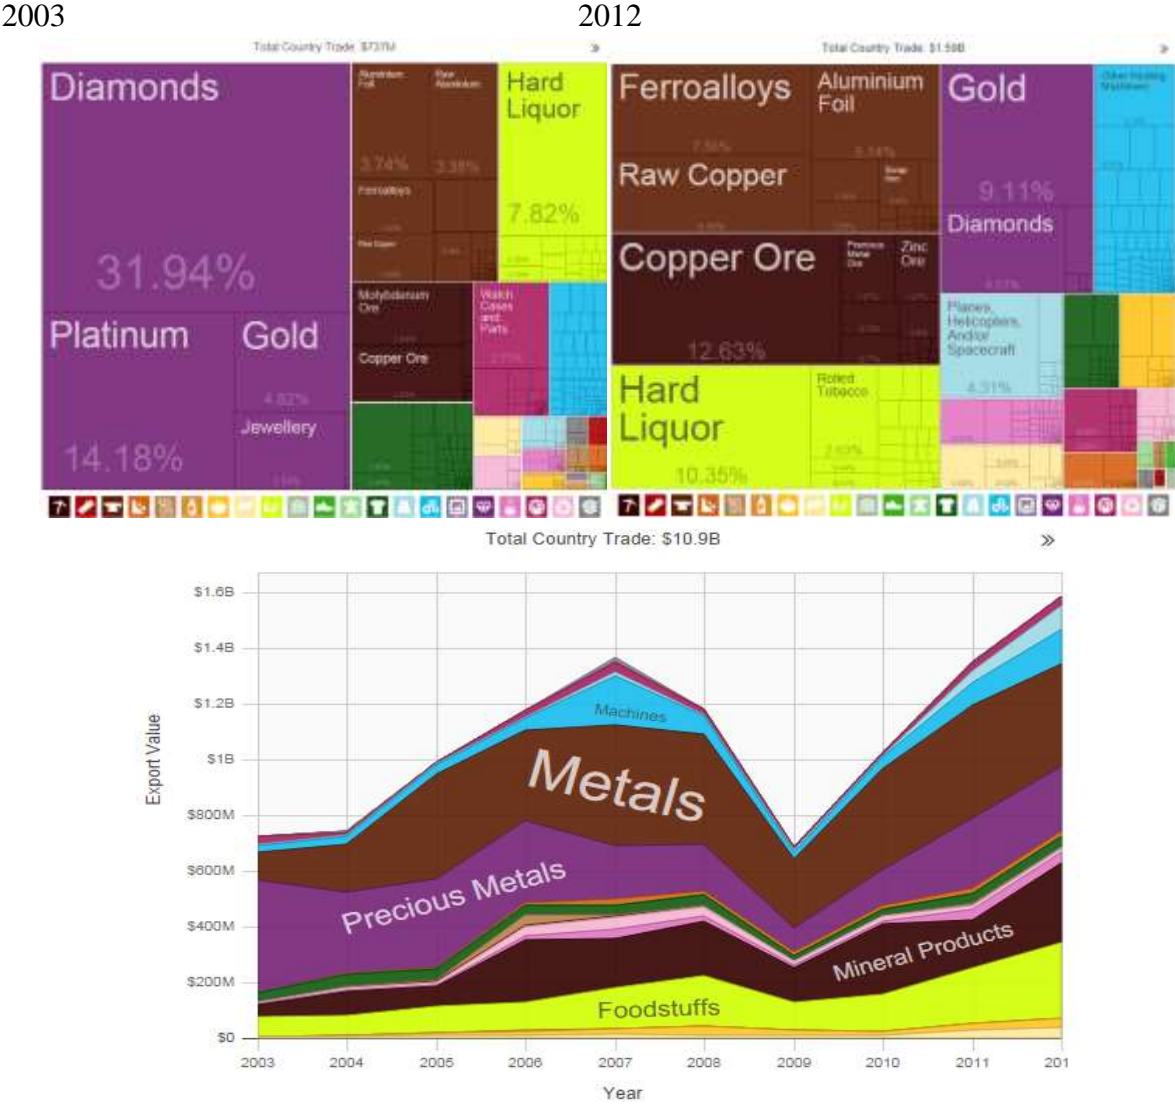 2003
2012
Total Country Trade: $737M
»
Diamonds
31.94%
Platinum
14.18%
Gold
4.82%
Jewellery
Aluminium
Foil
3.74%
Raw
Aluminium
3.38%
Ferroalloys
Raw Copper
Hard
Liquor
7.82%
Molybdenum
Ore
Copper Ore
Watch
Cases
and
Parts
Total Country Trade: $1.59B
»
Ferroalloys
Aluminium
Foil
Raw Copper
Copper Ore
12.63%
Precious
Metal
Ore
Zinc
Ore
Hard
Liquor
10.35%
Rolled
Tobacco
Gold
9.11%
Diamonds
Planes,
Helicopters,
And/or
Spacecraft
4.31%
Total Country Trade: $10.9B
»
$1.6B
$1.4B
$1.2B
$1B
$800M
$600M
$400M
$200M
$0
Export Value
Machines
Metals
Precious Metals
Mineral Products
Foodstuffs
2003 2004 2005 2006 2007 2008 2009 2010 2011 201
Year